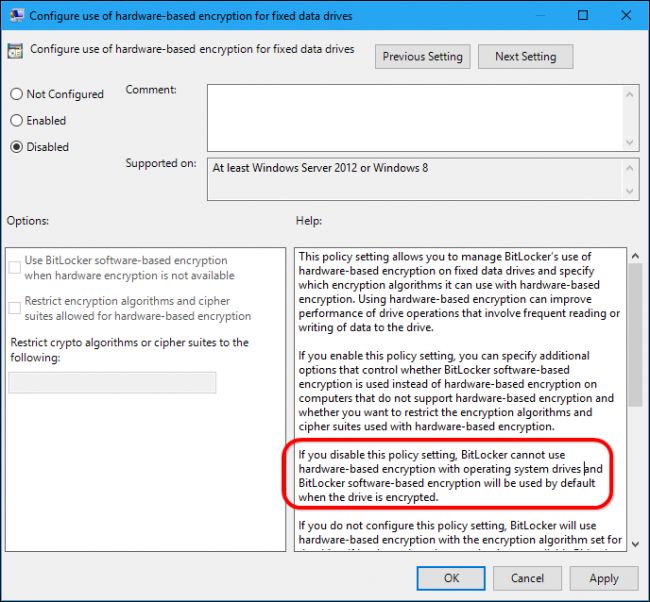 Configure use of hardware-based encryption for fixed data drives
Configure use of hardware-based encryption for fixed data drives
Previous Setting
Next Setting
Not Configured
Enabled
Disabled
Comment:
Supported on:
At least Windows Server 2012 or Windows 8
Options:
Help:
Use BitLocker software-based encryption
when hardware encryption is not available
Restrict encryption algorithms and cipher
suites allowed for hardware-based encryption
Restrict crypto algorithms or cipher suites to the
following:
This policy setting allows you to manage BitLocker's use of
hardware-based encryption on fixed data drives and specify
which encryption algorithms it can use with hardware-based
encryption. Using hardware-based encryption can improve
performance of drive operations that involve frequent reading or
writing of data to the drive.
If you enable this policy setting, you can specify additional
options that control whether BitLocker software-based
encryption is used instead of hardware-based encryption on
computers that do not support hardware-based encryption and
whether you want to restrict the encryption algorithms and
cipher suites used with hardware-based encryption.
If you disable this policy setting, BitLocker cannot use
hardware-based encryption with operating system drives and
BitLocker software-based encryption will be used by default
when the drive is encrypted.
If you do not configure this policy setting, BitLocker will use
hardware-based encryption with the encryption algorithm set for
OK
Cancel
Apply